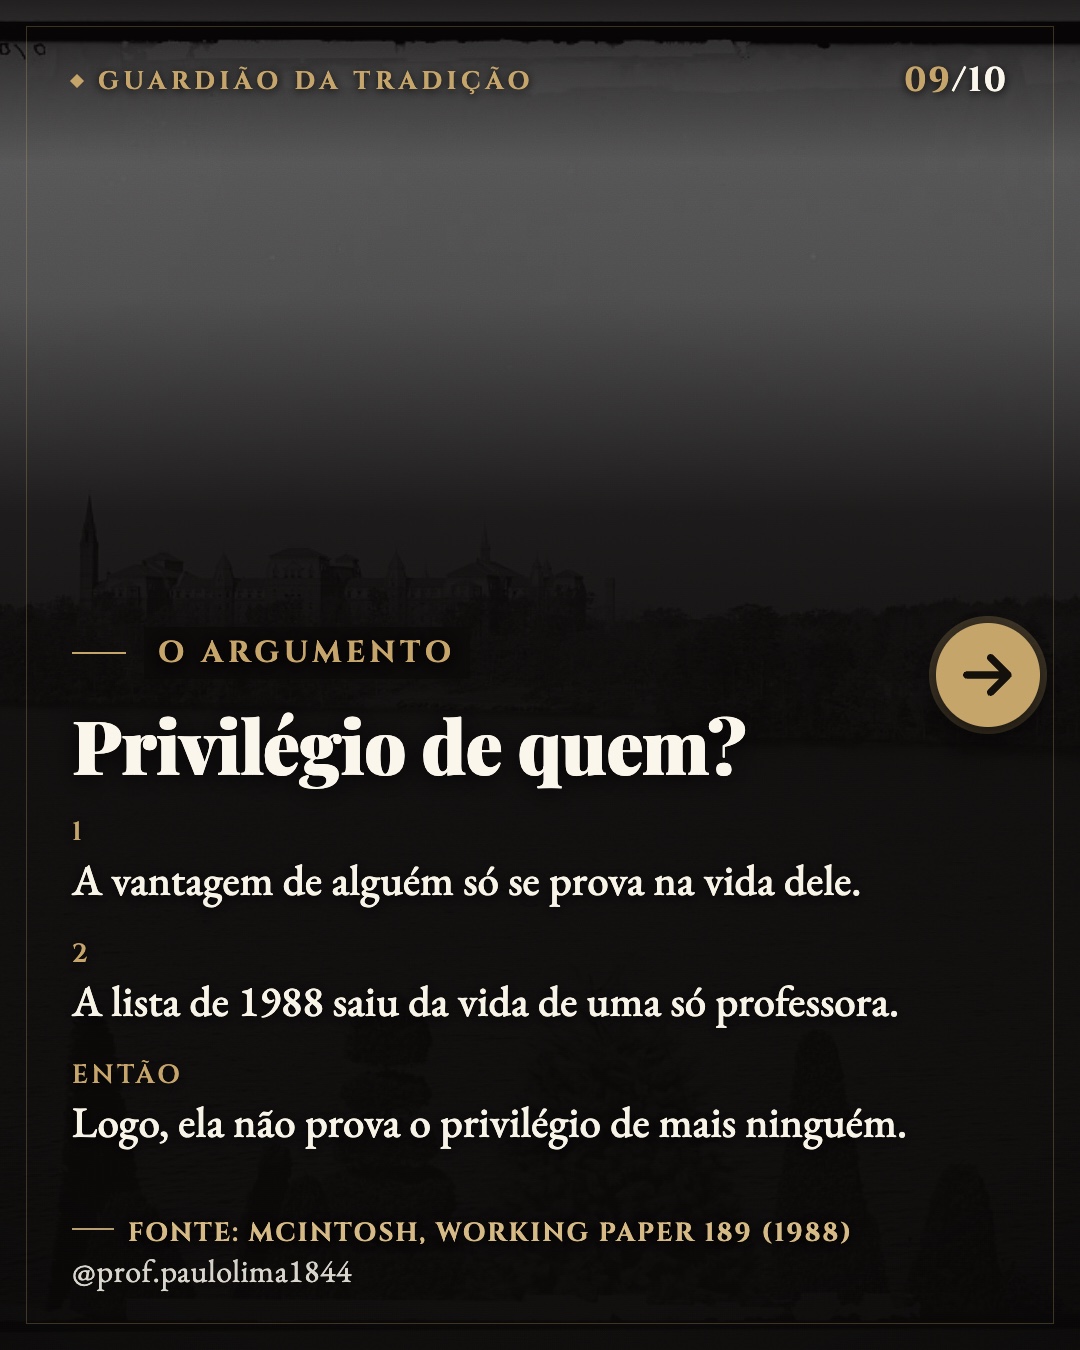 GUARDIÃO DA TRADIÇÃO
09/10
O ARGUMENTO
Privilégio de quem?
1
A vantagem de alguém só se prova na vida dele.
2
A lista de 1988 saiu da vida de uma só professora.
ENTÃO
Logo, ela não prova o privilégio de mais ninguém.
FONTE: MCINTOSH, WORKING PAPER 189 (1988)
@prof.paulolima1844